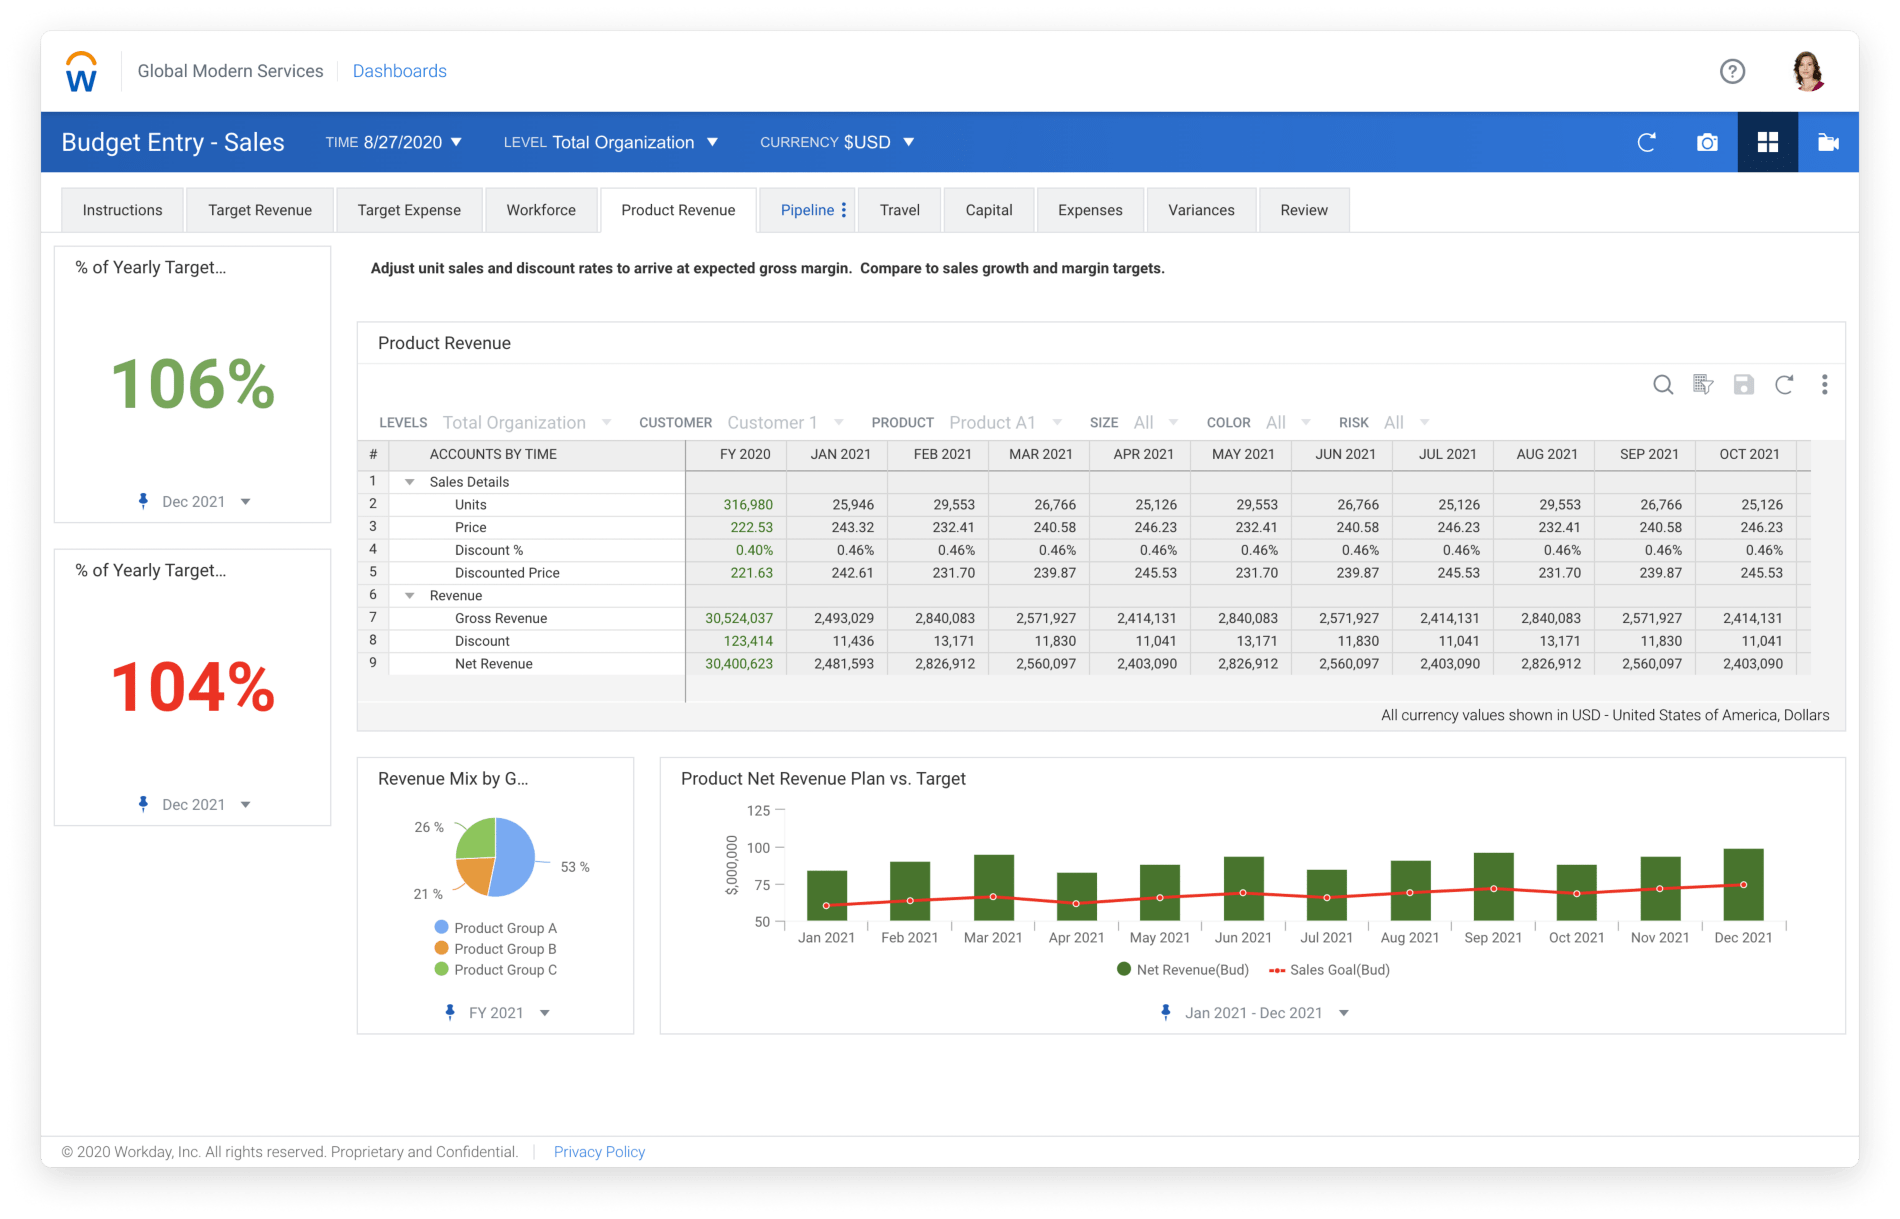 W Global Modern Services Dashboards ?
Budget Entry - Sales TIME 8/27/2020 LEVEL Total Organization CURRENCY $USD
Instructions Target Revenue Target Expense Workforce Product Revenue Pipeline Travel Capital Expenses Variances Review
% of Yearly Target...
106%
Dec 2021
% of Yearly Target...
104%
Dec 2021
Adjust unit sales and discount rates to arrive at expected gross margin. Compare to sales growth and margin targets.
Product Revenue
LEVELS Total Organization CUSTOMER Customer 1 PRODUCT Product A1 SIZE All COLOR All RISK All
# ACCOUNTS BY TIME FY 2020 JAN 2021 FEB 2021 MAR 2021 APR 2021 MAY 2021 JUN 2021 JUL 2021 AUG 2021 SEP 2021 OCT 2021
1 Sales Details
2 Units 316,980 25,946 29,553 26,766 25,126 29,553 26,766 25,126 29,553 26,766 25,126
3 Price 222.53 243.32 232.41 240.58 246.23 232.41 240.58 246.23 232.41 240.58 246.23
4 Discount % 0.40% 0.46% 0.46% 0.46% 0.46% 0.46% 0.46% 0.46% 0.46% 0.46% 0.46%
5 Discounted Price 221.63 242.61 231.70 239.87 245.53 231.70 239.87 245.53 231.70 239.87 245.53
6 Revenue
7 Gross Revenue 30,524,037 2,493,029 2,840,083 2,571,927 2,414,131 2,840,083 2,571,927 2,414,131 2,840,083 2,571,927 2,414,131
8 Discount 123,414 11,436 13,171 11,830 11,041 13,171 11,830 11,041 13,171 11,830 11,041
9 Net Revenue 30,400,623 2,481,593 2,826,912 2,560,097 2,403,090 2,826,912 2,560,097 2,403,090 2,826,912 2,560,097 2,403,090
All currency values shown in USD - United States of America, Dollars
Revenue Mix by G...
26 %
53 %
21 %
Product Group A
Product Group B
Product Group C
FY 2021
Product Net Revenue Plan vs. Target
$,000,000
125
100
75
50
Jan 2021 Feb 2021 Mar 2021 Apr 2021 May 2021 Jun 2021 Jul 2021 Aug 2021 Sep 2021 Oct 2021 Nov 2021 Dec 2021
Net Revenue(Bud) Sales Goal(Bud)
Jan 2021 - Dec 2021
© 2020 Workday, Inc. All rights reserved. Proprietary and Confidential. Privacy Policy